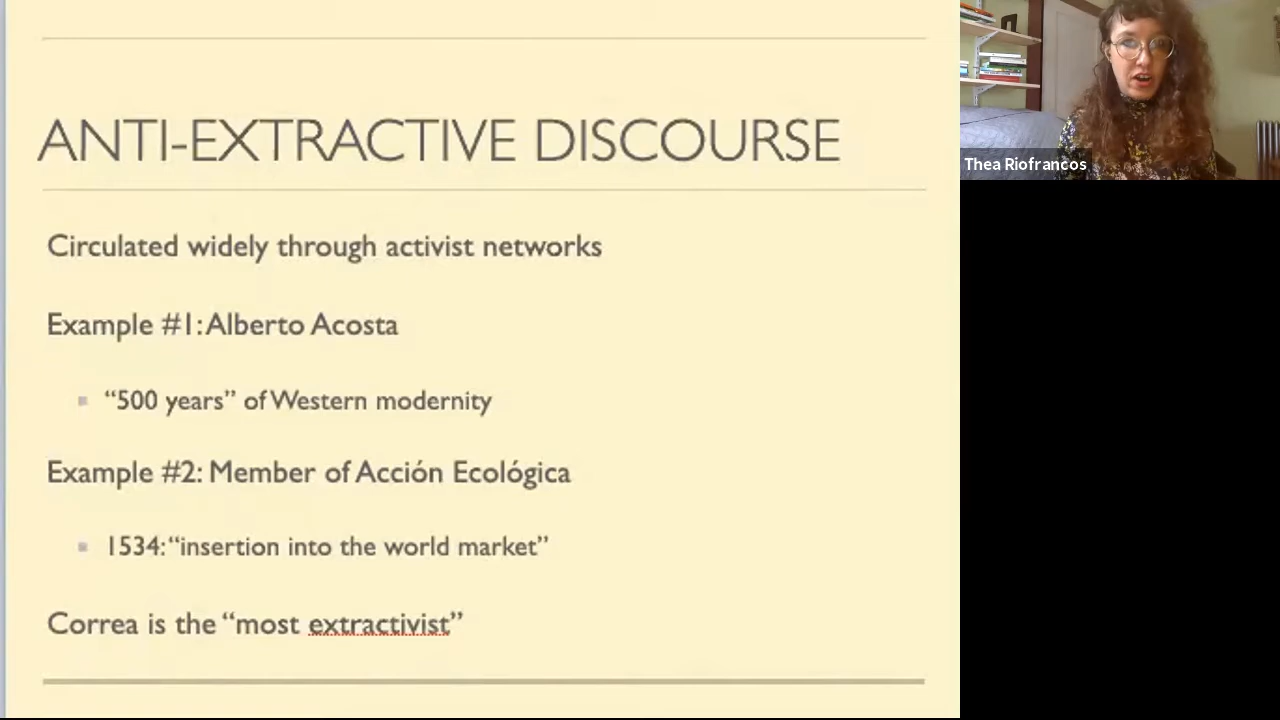 ANTI-EXTRACTIVE DISCOURSE
Circulated widely through activist networks
Example #1: Alberto Acosta
“500 years” of Western modernity
Example #2: Member of Acción Ecológica
1534: “insertion into the world market”
Correa is the “most extractivist”
Thea Riofrancos